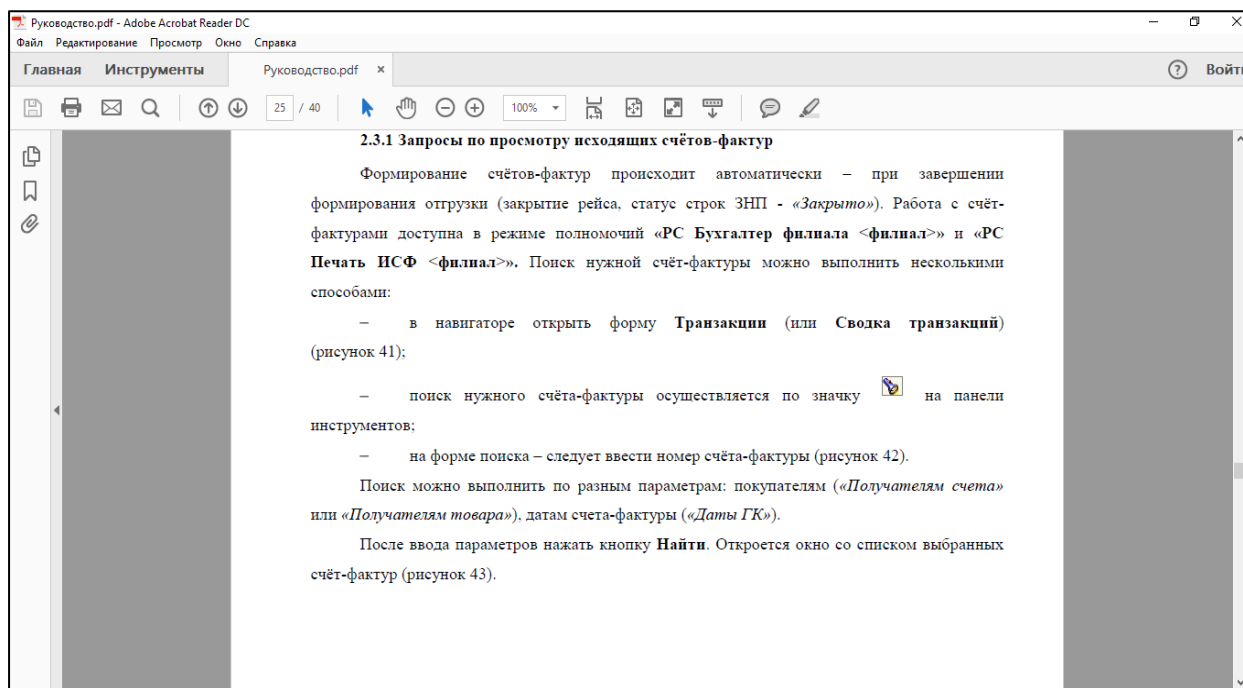 Руководство.pdf - Adobe Acrobat Reader DC
Файл Редактирование Просмотр Окно Справка
Главная Инструменты Руководство.pdf × ? Войти
25 / 40 100%
2.3.1 Запросы по просмотру исходящих счётов-фактур
Формирование счётов-фактур происходит автоматически – при завершении
формирования отгрузки (закрытие рейса, статус строк ЗНП - «Закрыто»). Работа с счёт-
фактурами доступна в режиме полномочий «РС Бухгалтер филиала <филиал>» и «РС
Печать ИСФ <филиал>». Поиск нужной счёт-фактуры можно выполнить несколькими
способами:
– в навигаторе открыть форму Транзакции (или Сводка транзакций)
(рисунок 41);
– поиск нужного счёта-фактуры осуществляется по значку на панели
инструментов;
– на форме поиска – следует ввести номер счёта-фактуры (рисунок 42).
Поиск можно выполнить по разным параметрам: покупателям («Получателям счета»
или «Получателям товара»), датам счета-фактуры («Даты ГК»).
После ввода параметров нажать кнопку Найти. Откроется окно со списком выбранных
счёт-фактур (рисунок 43).